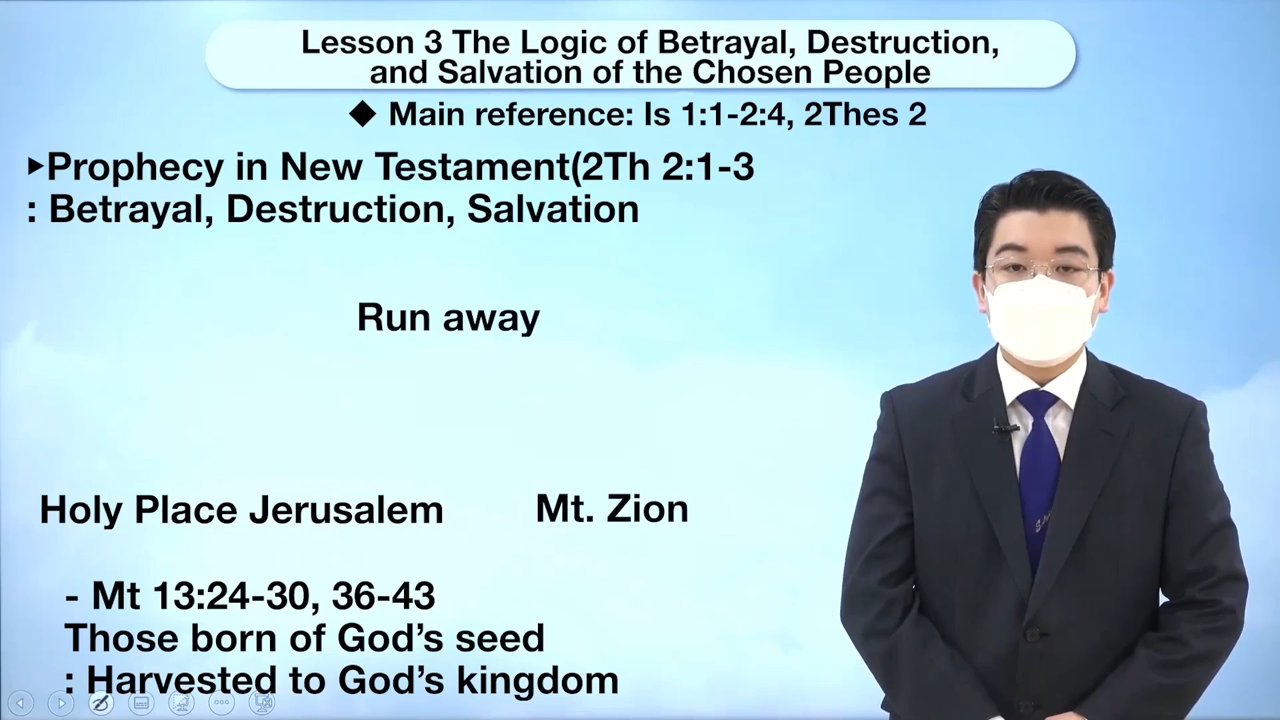 Lesson 3 The Logic of Betrayal, Destruction,
and Salvation of the Chosen People
◆ Main reference: Is 1:1-2:4, 2Thes 2
▸Prophecy in New Testament(2Th 2:1-3
: Betrayal, Destruction, Salvation
Run away
Holy Place Jerusalem
Mt. Zion
- Mt 13:24-30, 36-43
Those born of God’s seed
: Harvested to God’s kingdom